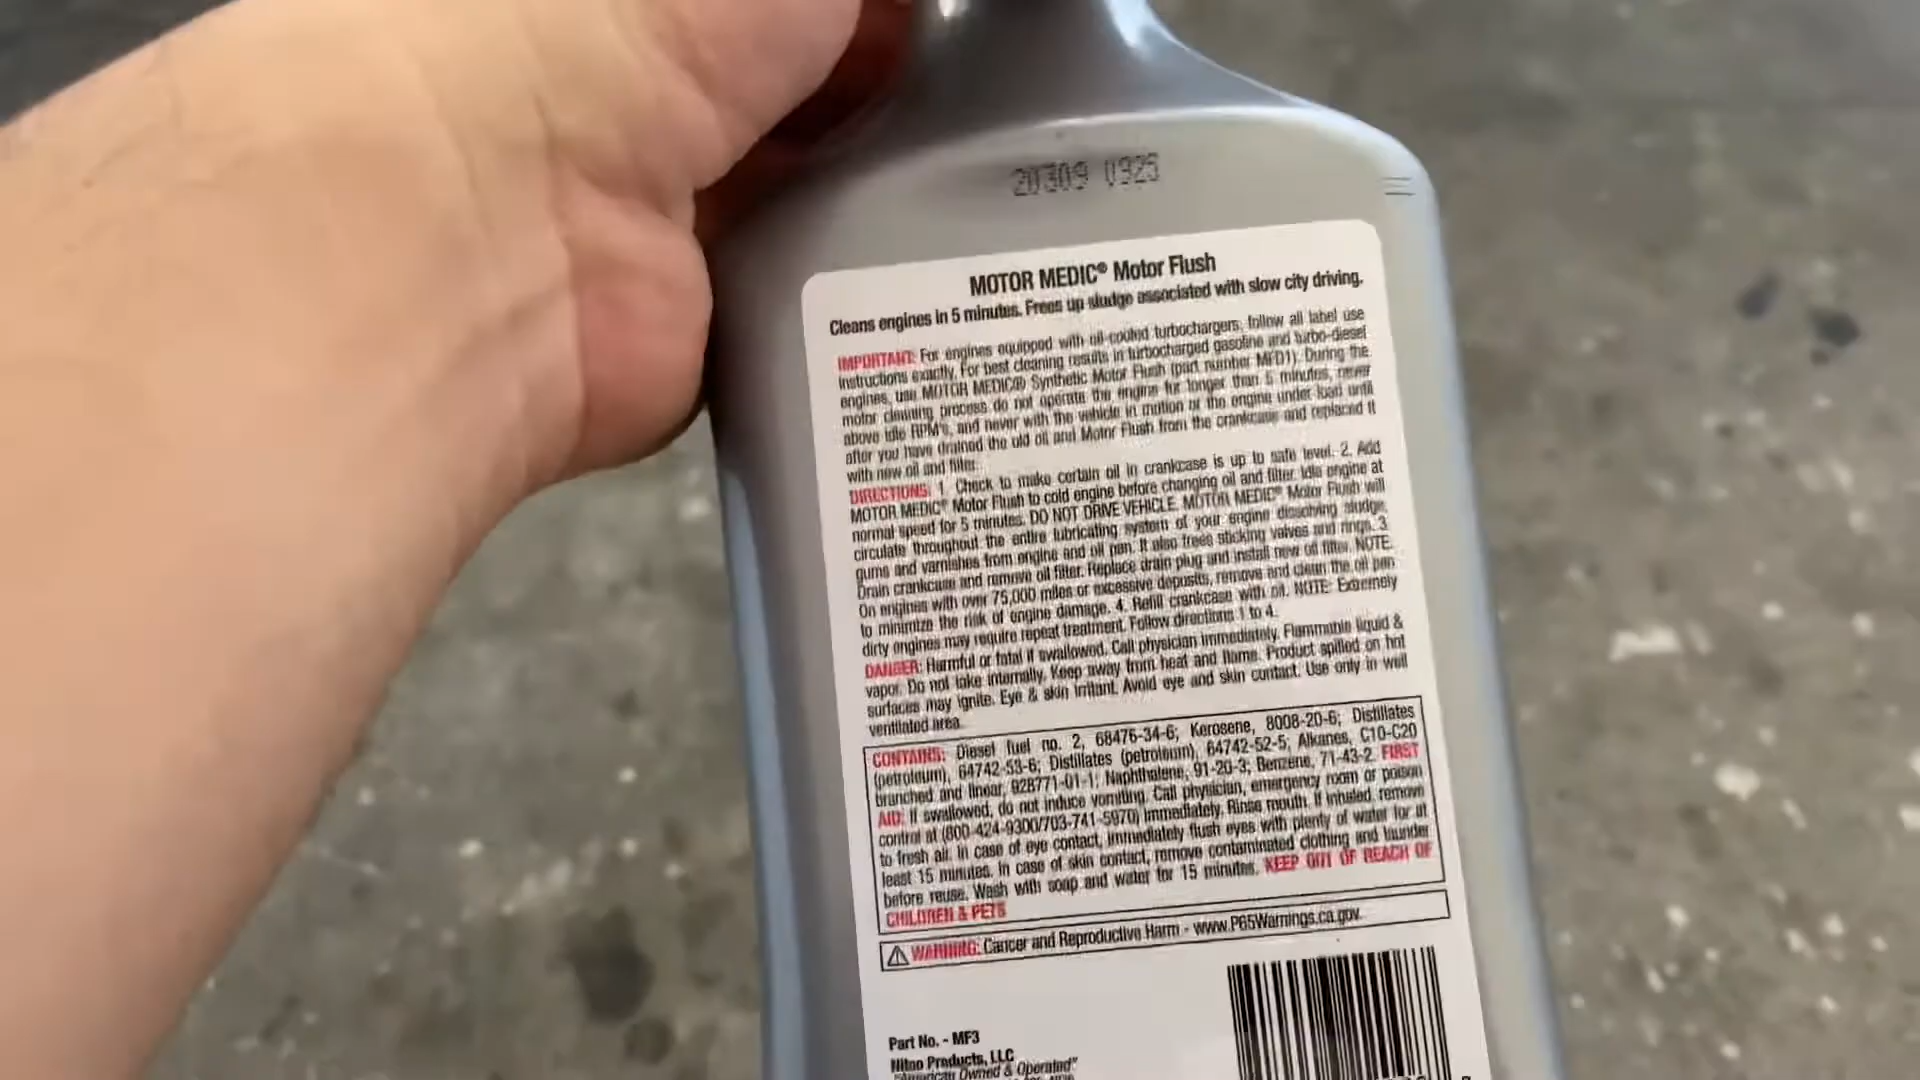 20309 0925
MOTOR MEDIC® Motor Flush
Cleans engines in 5 minutes. Frees up sludge associated with slow city driving.
IMPORTANT: For engines equipped with oil-cooled turbochargers, follow all label use
instructions exactly. For best cleaning results in turbocharged gasoline and turbo-diesel
engines, use MOTOR MEDIC® Synthetic Motor Flush (part number MFD1). During the
motor cleaning process do not operate the engine for longer than 5 minutes, never
above idle RPM's, and never with the vehicle in motion or the engine under load until
after you have drained the old oil and Motor Flush from the crankcase and replaced it
with new oil and filter.
DIRECTIONS: 1. Check to make certain oil in crankcase is up to safe level. 2. Add
MOTOR MEDIC® Motor Flush to cold engine before changing oil and filter. Idle engine at
normal speed for 5 minutes. DO NOT DRIVE VEHICLE. MOTOR MEDIC® Motor Flush will
circulate throughout the entire lubricating system of your engine dissolving sludge,
gums and varnishes from engine and oil pan. It also frees sticking valves and rings. 3.
Drain crankcase and remove oil filter. Replace drain plug and install new oil filter. NOTE:
On engines with over 75,000 miles or excessive deposits, remove and clean the oil pan
to minimize the risk of engine damage. 4. Refill crankcase with oil. NOTE: Extremely
dirty engines may require repeat treatment. Follow directions 1 to 4.
DANGER: Harmful or fatal if swallowed. Call physician immediately. Flammable liquid &
vapor. Do not take internally. Keep away from heat and flame. Product spilled on hot
surfaces may ignite. Eye & skin irritant. Avoid eye and skin contact. Use only in well
ventilated area.
CONTAINS: Diesel fuel no. 2, 68476-34-6; Kerosene, 8008-20-6; Distillates
(petroleum), 64742-53-6; Distillates (petroleum), 64742-52-5; Alkanes, C10-C20
branched and linear, 928771-01-1; Naphthalene, 91-20-3; Benzene, 71-43-2. FIRST
AID: If swallowed, do not induce vomiting. Call physician, emergency room or poison
control at (800-424-9300/703-741-5970) immediately. Rinse mouth. If inhaled, remove
to fresh air. In case of eye contact, immediately flush eyes with plenty of water for at
least 15 minutes. In case of skin contact, remove contaminated clothing and launder
before reuse. Wash with soap and water for 15 minutes. KEEP OUT OF REACH OF
CHILDREN & PETS
WARNING: Cancer and Reproductive Harm - www.P65Warnings.ca.gov.
Part No. - MF3
Niteo Products, LLC
"American Owned & Operated"